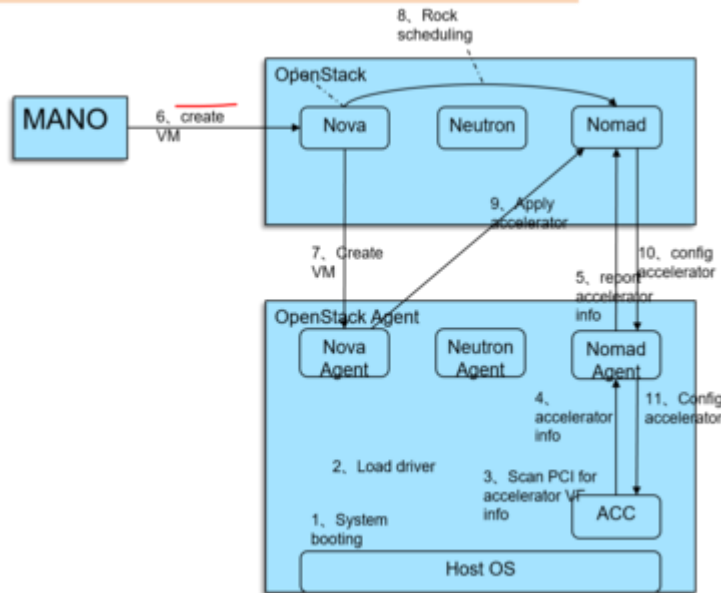 8、Rock
scheduling
OpenStack
MANO
6、create
VM
Nova
Neutron
Nomad
9、Apply
accelerator
7、Create
VM
10、config
accelerator
5、report
accelerator
info
OpenStack Agent
Nova
Agent
Neutron
Agent
Nomad
Agent
4、
accelerator
info
11、Config
accelerator
2、Load driver
3、Scan PCI for
accelerator VF
info
ACC
1、System
booting
Host OS